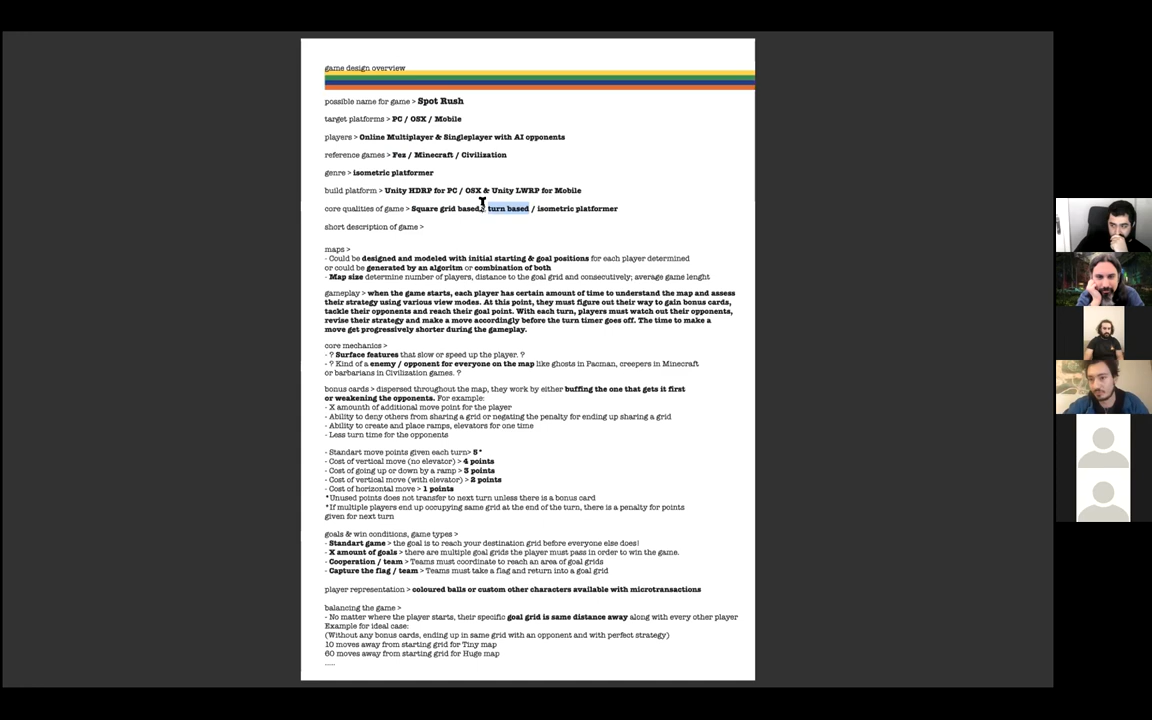 game design overview
possible name for game > Spot Rush
target platforms > PC / OSX / Mobile
players > Online Multiplayer & Singleplayer with AI opponents
reference games > Fez / Minecraft / Civilization
genre > isometric platformer
build platform > Unity HDRP for PC / OSX & Unity LWRP for Mobile
core qualities of game > Square grid based / turn based / isometric platformer
short description of game >
maps >
- Could be designed and modeled with initial starting & goal positions for each player determined
or could be generated by an algoritm or combination of both
- Map size determine number of players, distance to the goal grid and consecutively; average game lenght
gameplay > when the game starts, each player has certain amount of time to understand the map and assess
their strategy using various view modes. At this point, they must figure out their way to gain bonus cards,
tackle their opponents and reach their goal point. With each turn, players must watch out their opponents,
revise their strategy and make a move accordingly before the turn timer goes off. The time to make a
move get progressively shorter during the gameplay.
core mechanics >
- ? Surface features that slow or speed up the player. ?
- ? Kind of a enemy / opponent for everyone on the map like ghosts in Pacman, creepers in Minecraft
or barbarians in Civilization games. ?
bonus cards > dispersed throughout the map, they work by either buffing the one that gets it first
or weakening the opponents. For example:
- X amounth of additional move point for the player
- Ability to deny others from sharing a grid or negating the penalty for ending up sharing a grid
- Ability to create and place ramps, elevators for one time
- Less turn time for the opponents
- Standart move points given each turn> 5 *
- Cost of vertical move (no elevator) > 4 points
- Cost of going up or down by a ramp > 3 points
- Cost of vertical move (with elevator) > 2 points
- Cost of horizontal move > 1 points
*Unused points does not transfer to next turn unless there is a bonus card
*If multiple players end up occupying same grid at the end of the turn, there is a penalty for points
given for next turn
goals & win conditions, game types >
- Standart game > the goal is to reach your destination grid before everyone else does!
- X amount of goals > there are multiple goal grids the player must pass in order to win the game.
- Cooperation / team > Teams must coordinate to reach an area of goal grids
- Capture the flag / team > Teams must take a flag and return into a goal grid
player representation > coloured balls or custom other characters available with microtransactions
balancing the game >
- No matter where the player starts, their specific goal grid is same distance away along with every other player
Example for ideal case:
(Without any bonus cards, ending up in same grid with an opponent and with perfect strategy)
10 moves away from starting grid for Tiny map
60 moves away from starting grid for Huge map
.....